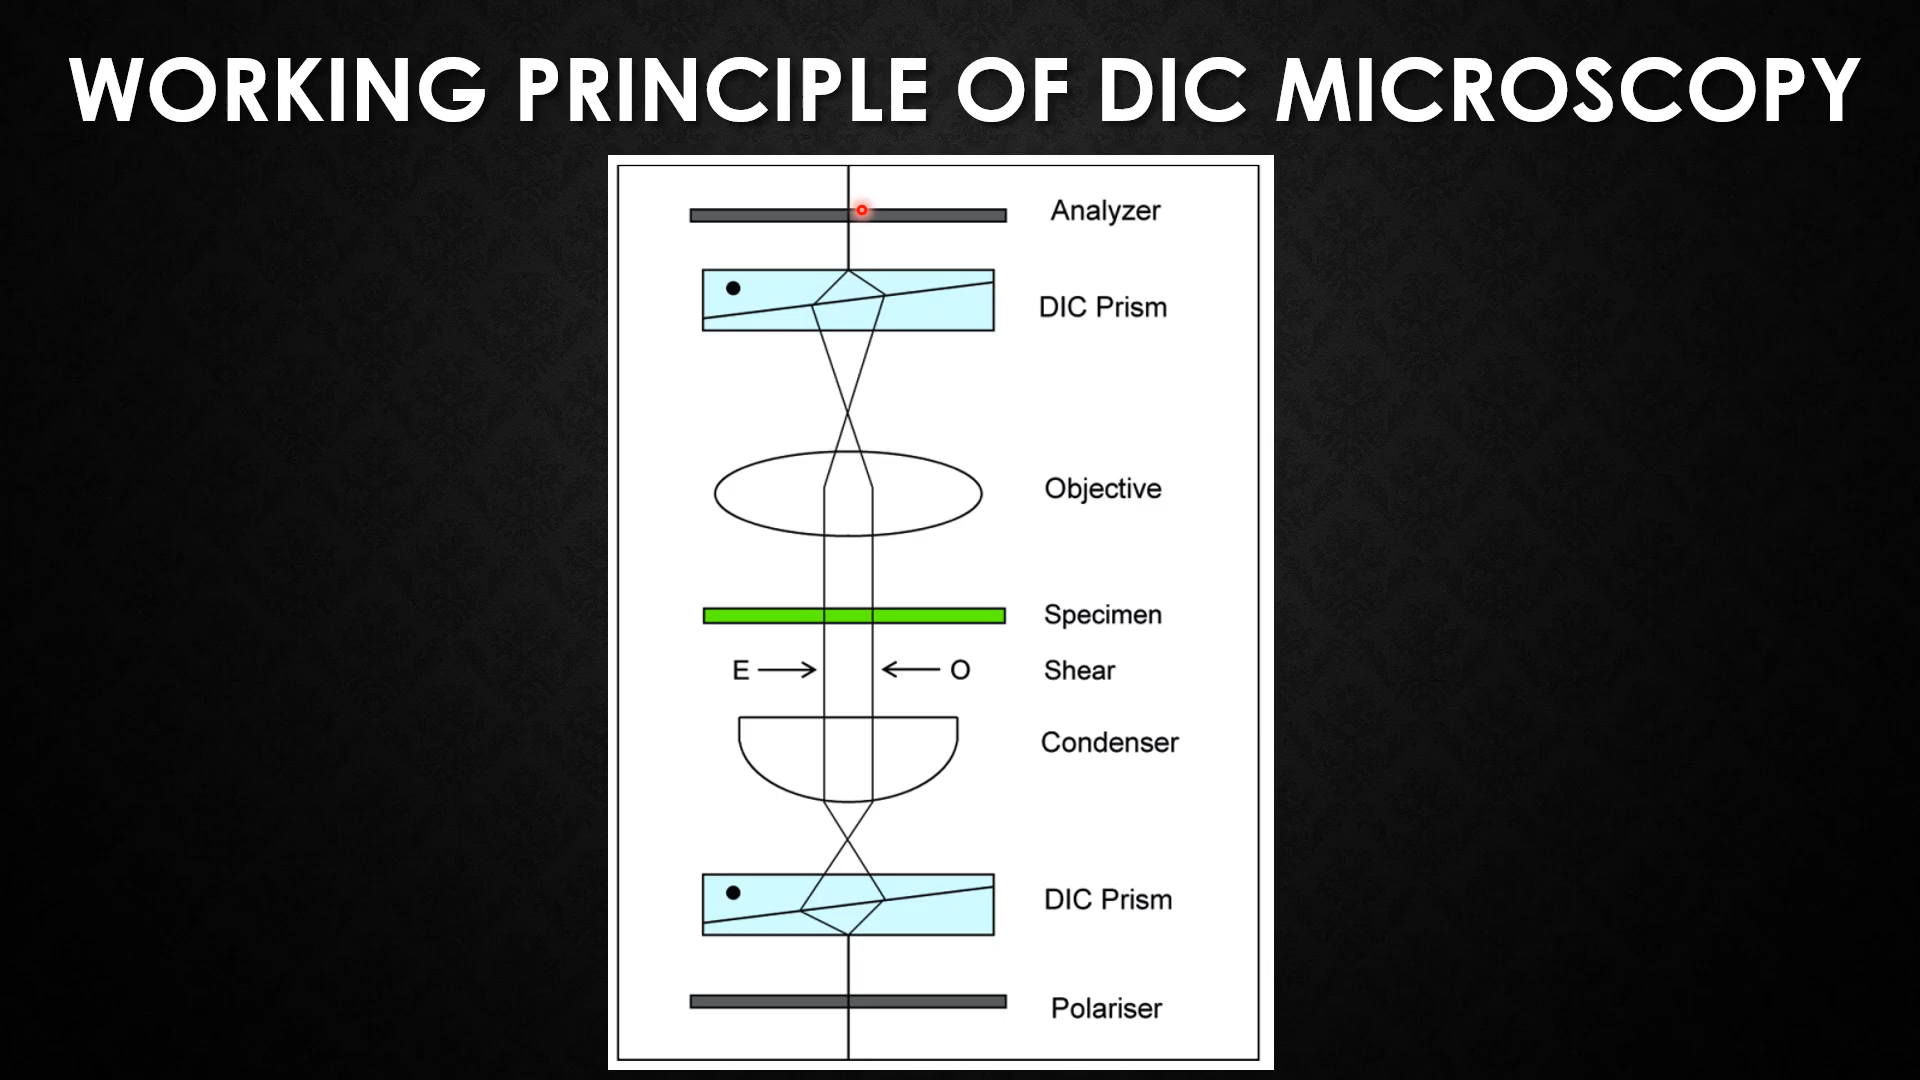 WORKING PRINCIPLE OF DIC MICROSCOPY
Analyzer
DIC Prism
Objective
Specimen
E O Shear
Condenser
DIC Prism
Polariser